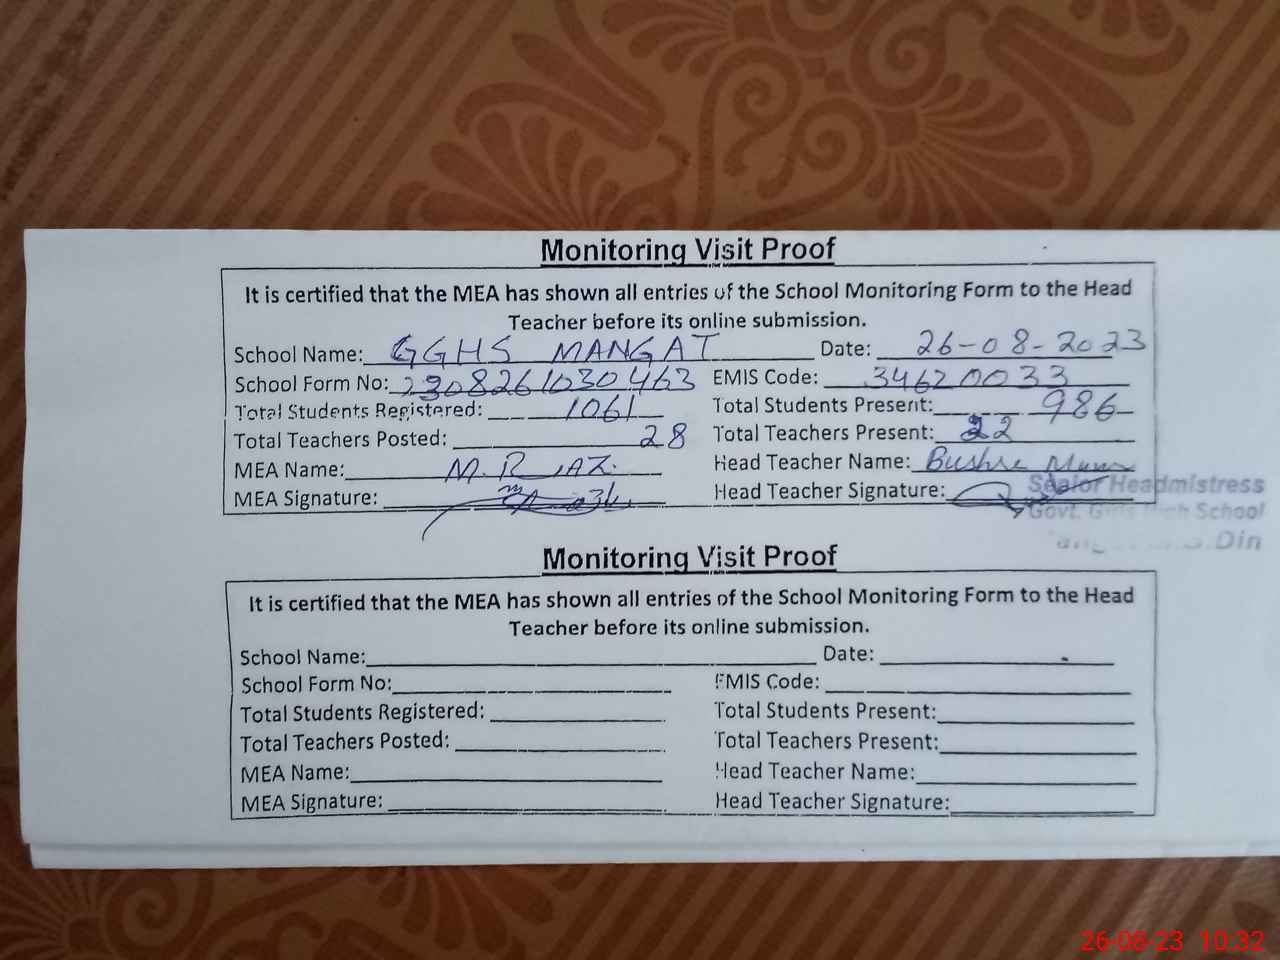 Monitoring Visit Proof
It is certified that the MEA has shown all entries of the School Monitoring Form to the Head
Teacher before its online submission.
School Name: GGHS MANGAT Date: 26-08-2023
School Form No: 2308261030463 EMIS Code: 34620033
Total Students Registered: 1061 Total Students Present: 986
Total Teachers Posted: 28 Total Teachers Present: 22
MEA Name: M. RIAZ. Head Teacher Name: Bushra
MEA Signature: Head Teacher Signature:
Senior Headmistress
Govt. Girls High School
Din
Monitoring Visit Proof
It is certified that the MEA has shown all entries of the School Monitoring Form to the Head
Teacher before its online submission.
School Name: Date:
School Form No: EMIS Code:
Total Students Registered: Total Students Present:
Total Teachers Posted: Total Teachers Present:
MEA Name: Head Teacher Name:
MEA Signature: Head Teacher Signature:
26-08-23 10:32